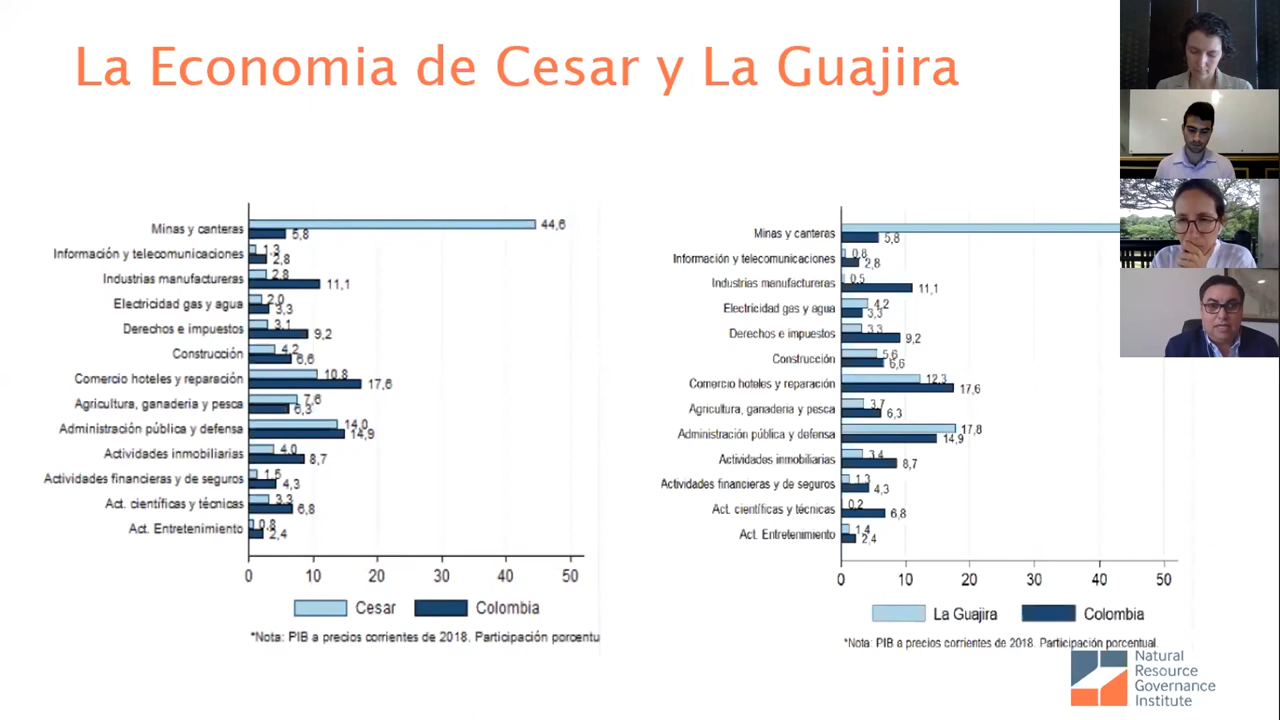 La Economia de Cesar y La Guajira
Minas y canteras
44,6
5,8
Información y telecomunicaciones
1,3
2,8
Industrias manufactureras
2,8
11,1
Electricidad gas y agua
2,0
3,3
Derechos e impuestos
3,1
9,2
Construcción
4,2
6,6
Comercio hoteles y reparación
10,8
17,6
Agricultura, ganaderia y pesca
7,6
6,3
Administración pública y defensa
14,0
14,9
Actividades inmobiliarias
4,0
8,7
Actividades financieras y de seguros
1,5
4,3
Act. científicas y técnicas
3,3
6,8
Act. Entretenimiento
0,8
2,4
0 10 20 30 40 50
Cesar Colombia
*Nota: PIB a precios corrientes de 2018. Participación porcentu
Minas y canteras
5,8
Información y telecomunicaciones
0,8
2,8
Industrias manufactureras
0,5
11,1
Electricidad gas y agua
4,2
3,3
Derechos e impuestos
3,3
9,2
Construcción
5,6
6,6
Comercio hoteles y reparación
12,3
17,6
Agricultura, ganaderia y pesca
3,7
6,3
Administración pública y defensa
17,8
14,9
Actividades inmobiliarias
3,4
8,7
Actividades financieras y de seguros
1,3
4,3
Act. científicas y técnicas
0,2
6,8
Act. Entretenimiento
1,4
2,4
0 10 20 30 40 50
La Guajira Colombia
*Nota: PIB a precios corrientes de 2018. Participación porcentual.
Natural
Resource
Governance
Institute